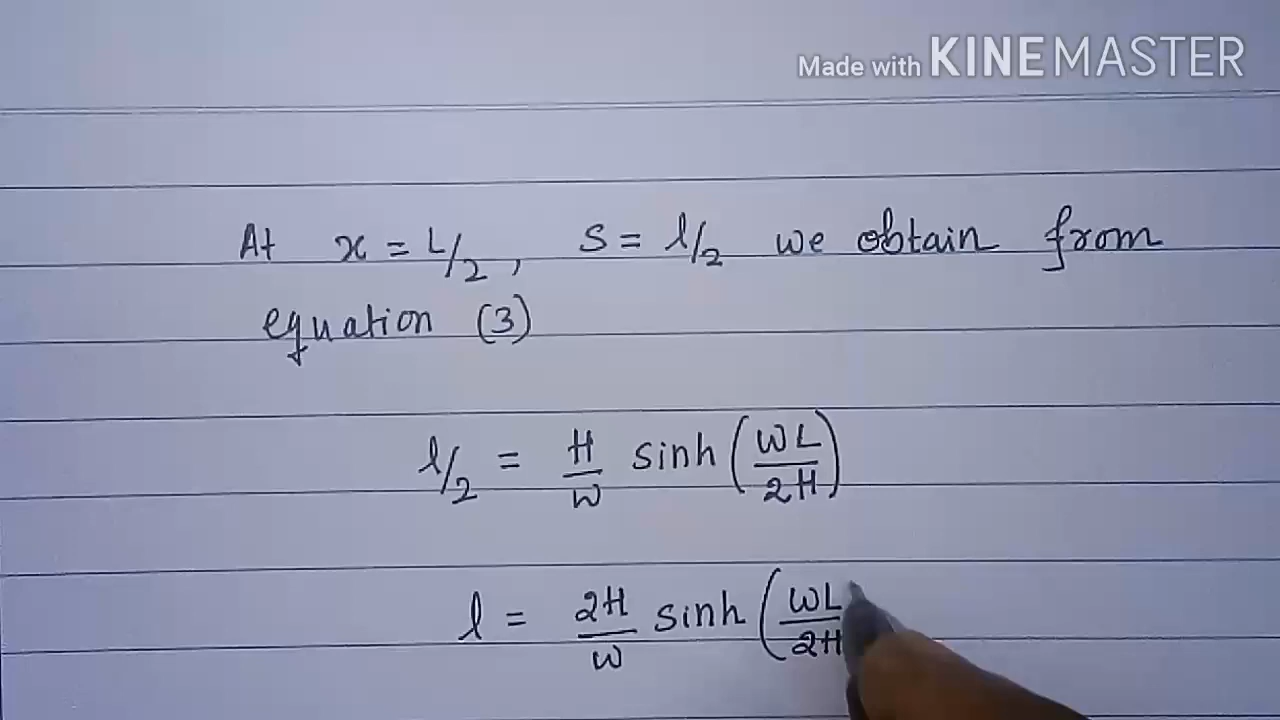 Made with KINEMASTER
At x = L/2, S = l/2 we obtain from
equation (3)
l/2 = H/W sinh (WL/2H)
l = 2H/W sinh (WL/2H